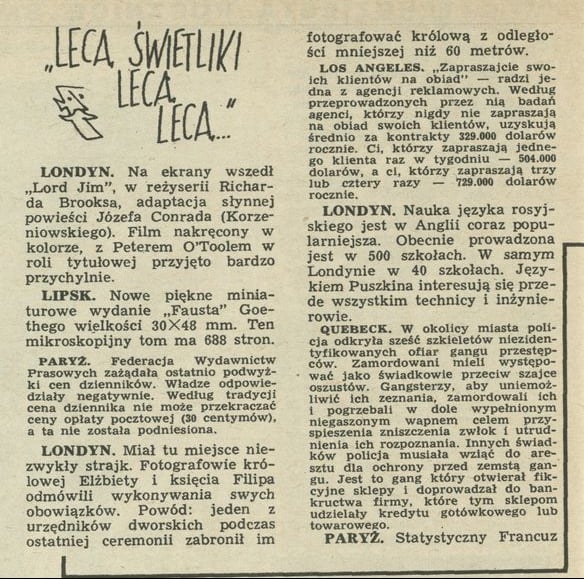 „LECĄ ŚWIETLIKI
LECĄ,
LECĄ..."
LONDYN. Na ekrany wszedł
„Lord Jim", w reżyserii Richar-
da Brooksa, adaptacja słynnej
powieści Józefa Conrada (Korze-
niowskiego). Film nakręcony w
kolorze, z Peterem O'Toolem w
roli tytułowej przyjęto bardzo
przychylnie.
LIPSK. Nowe piękne minia-
turowe wydanie „Fausta" Goe-
thego wielkości 30×48 mm. Ten
mikroskopijny tom ma 688 stron.
PARYŻ. Federacja Wydawnictw
Prasowych zażądała ostatnio podwyż-
ki cen dzienników. Władze odpowie-
działy negatywnie. Według tradycji
cena dziennika nie może przekraczać
ceny opłaty pocztowej (30 centymów),
a ta nie została podniesiona.
LONDYN. Miał tu miejsce nie-
zwykły strajk. Fotografowie kró-
lowej Elżbiety i księcia Filipa
odmówili wykonywania swych
obowiązków. Powód: jeden z
urzędników dworskich podczas
ostatniej ceremonii zabronił im
fotografować królową z odległo-
ści mniejszej niż 60 metrów.
LOS ANGELES. „Zapraszajcie swo-
ich klientów na obiad" — radzi je-
dna z agencji reklamowych. Według
przeprowadzonych przez nią badań
agenci, którzy nigdy nie zapraszają
na obiad swoich klientów, uzyskują
średnio za kontrakty 329.000 dolarów
rocznie. Ci, którzy zapraszają jedne-
go klienta raz w tygodniu — 504.000
dolarów, a ci, którzy zapraszają trzy
lub cztery razy — 729.000 dolarów
rocznie.
LONDYN. Nauka języka rosyj-
skiego jest w Anglii coraz popu-
larniejsza. Obecnie prowadzona
jest w 500 szkołach. W samym
Londynie w 40 szkołach. Języ-
kiem Puszkina interesują się prze-
de wszystkim technicy i inżynie-
rowie.
QUEBECK. W okolicy miasta poli-
cja odkryła sześć szkieletów niezіden-
tyfikowanych ofiar gangu przestęp-
ców. Zamordowani mieli występo-
wać jako świadkowie przeciw szajce
oszustów. Gangsterzy, aby uniemoż-
liwić ich zeznania, zamordowali ich
i pogrzebali w dole wypełnionym
niegaszonym wapnem celem przy-
spieszenia zniszczenia zwłok i utrud-
nienia ich rozpoznania. Innych świad-
ków policja musiała wziąć do are-
sztu dla ochrony przed zemstą gan-
gu. Jest to gang który otwierał fik-
cyjne sklepy i doprowadzał do ban-
kructwa firmy, które tym sklepom
udzielały kredytu gotówkowego lub
towarowego.
PARYŻ. Statystyczny Francuz